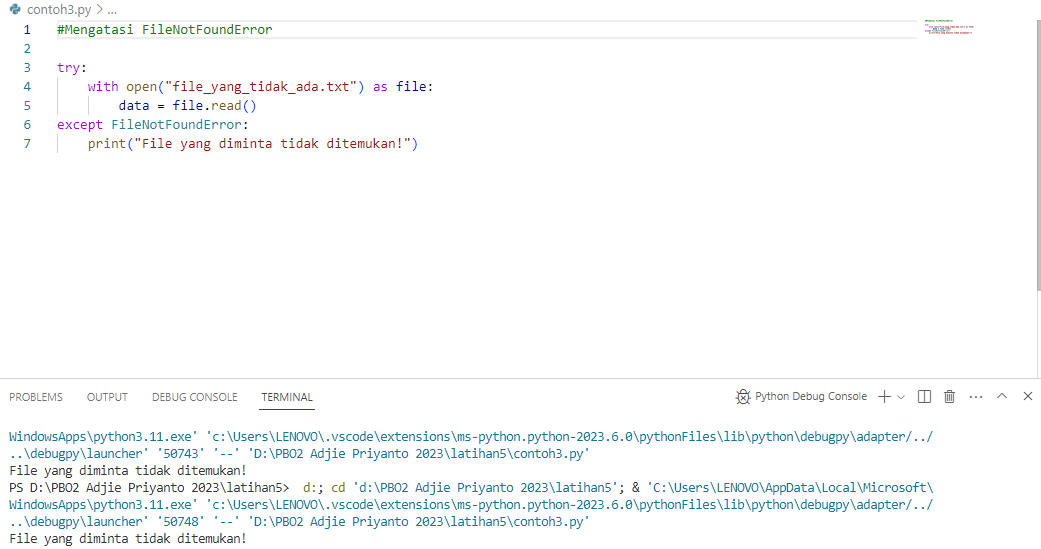 contoh3.py > ...
1 #Mengatasi FileNotFoundError
2
3 try:
4     with open("file_yang_tidak_ada.txt") as file:
5         data = file.read()
6 except FileNotFoundError:
7     print("File yang diminta tidak ditemukan!")
PROBLEMS OUTPUT DEBUG CONSOLE TERMINAL Python Debug Console
WindowsApps\python3.11.exe' 'c:\Users\LENOVO\.vscode\extensions\ms-python.python-2023.6.0\pythonFiles\lib\python\debugpy\adapter/../
..\debugpy\launcher' '50743' '--' 'D:\PBO2 Adjie Priyanto 2023\latihan5\contoh3.py'
File yang diminta tidak ditemukan!
PS D:\PBO2 Adjie Priyanto 2023\latihan5>  d:; cd 'd:\PBO2 Adjie Priyanto 2023\latihan5'; & 'C:\Users\LENOVO\AppData\Local\Microsoft\
WindowsApps\python3.11.exe' 'c:\Users\LENOVO\.vscode\extensions\ms-python.python-2023.6.0\pythonFiles\lib\python\debugpy\adapter/../
..\debugpy\launcher' '50748' '--' 'D:\PBO2 Adjie Priyanto 2023\latihan5\contoh3.py'
File yang diminta tidak ditemukan!